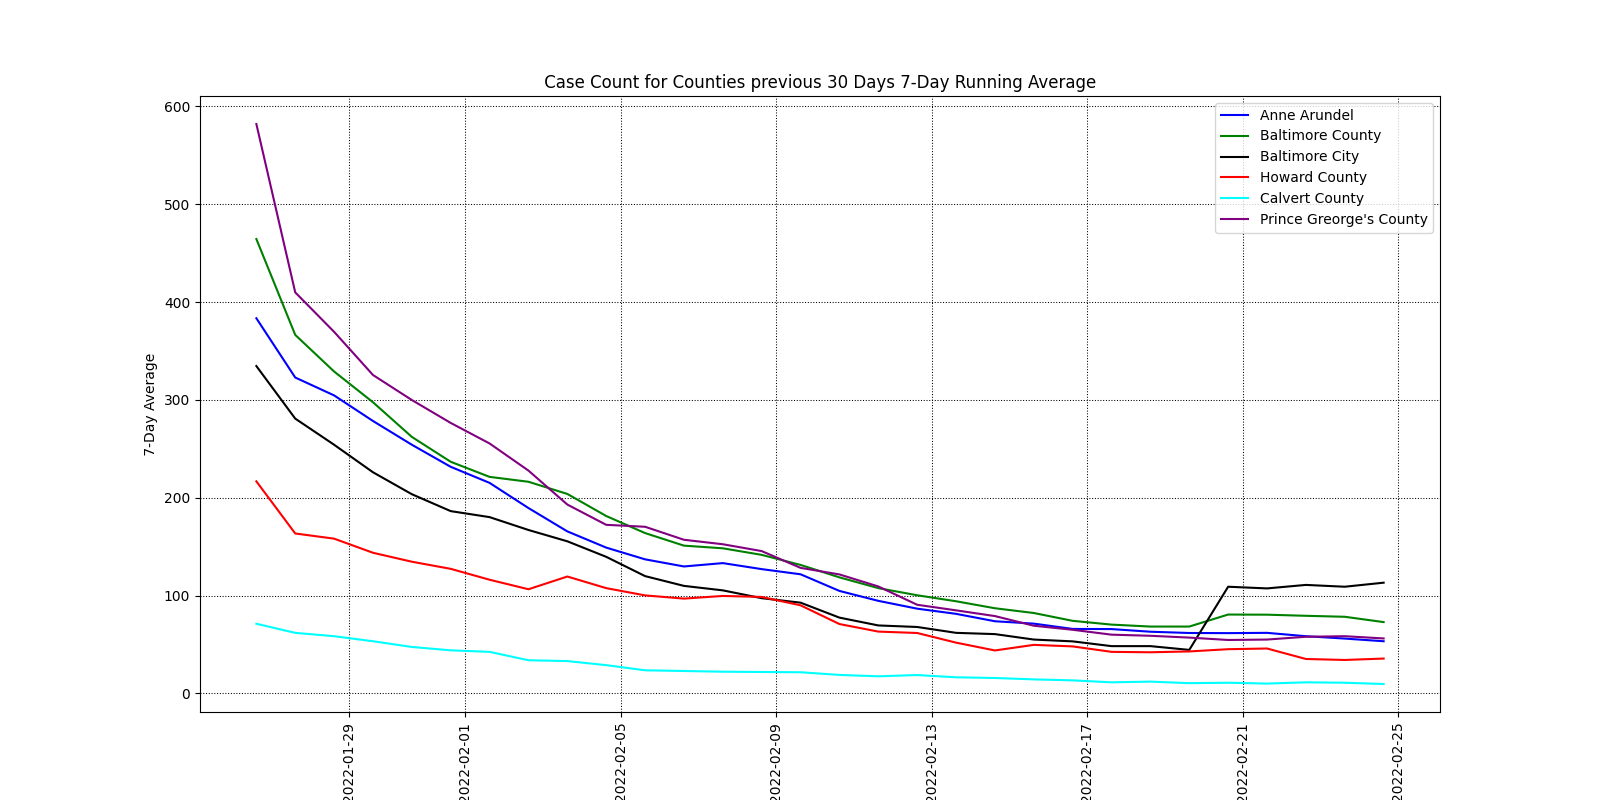 Case Count for Counties previous 30 Days 7-Day Running Average
600
500
400
300
200
100
0
7-Day Average
Anne Arundel
Baltimore County
Baltimore City
Howard County
Calvert County
Prince Greorge's County
2022-01-29
2022-02-01
2022-02-05
2022-02-09
2022-02-13
2022-02-17
2022-02-21
2022-02-25